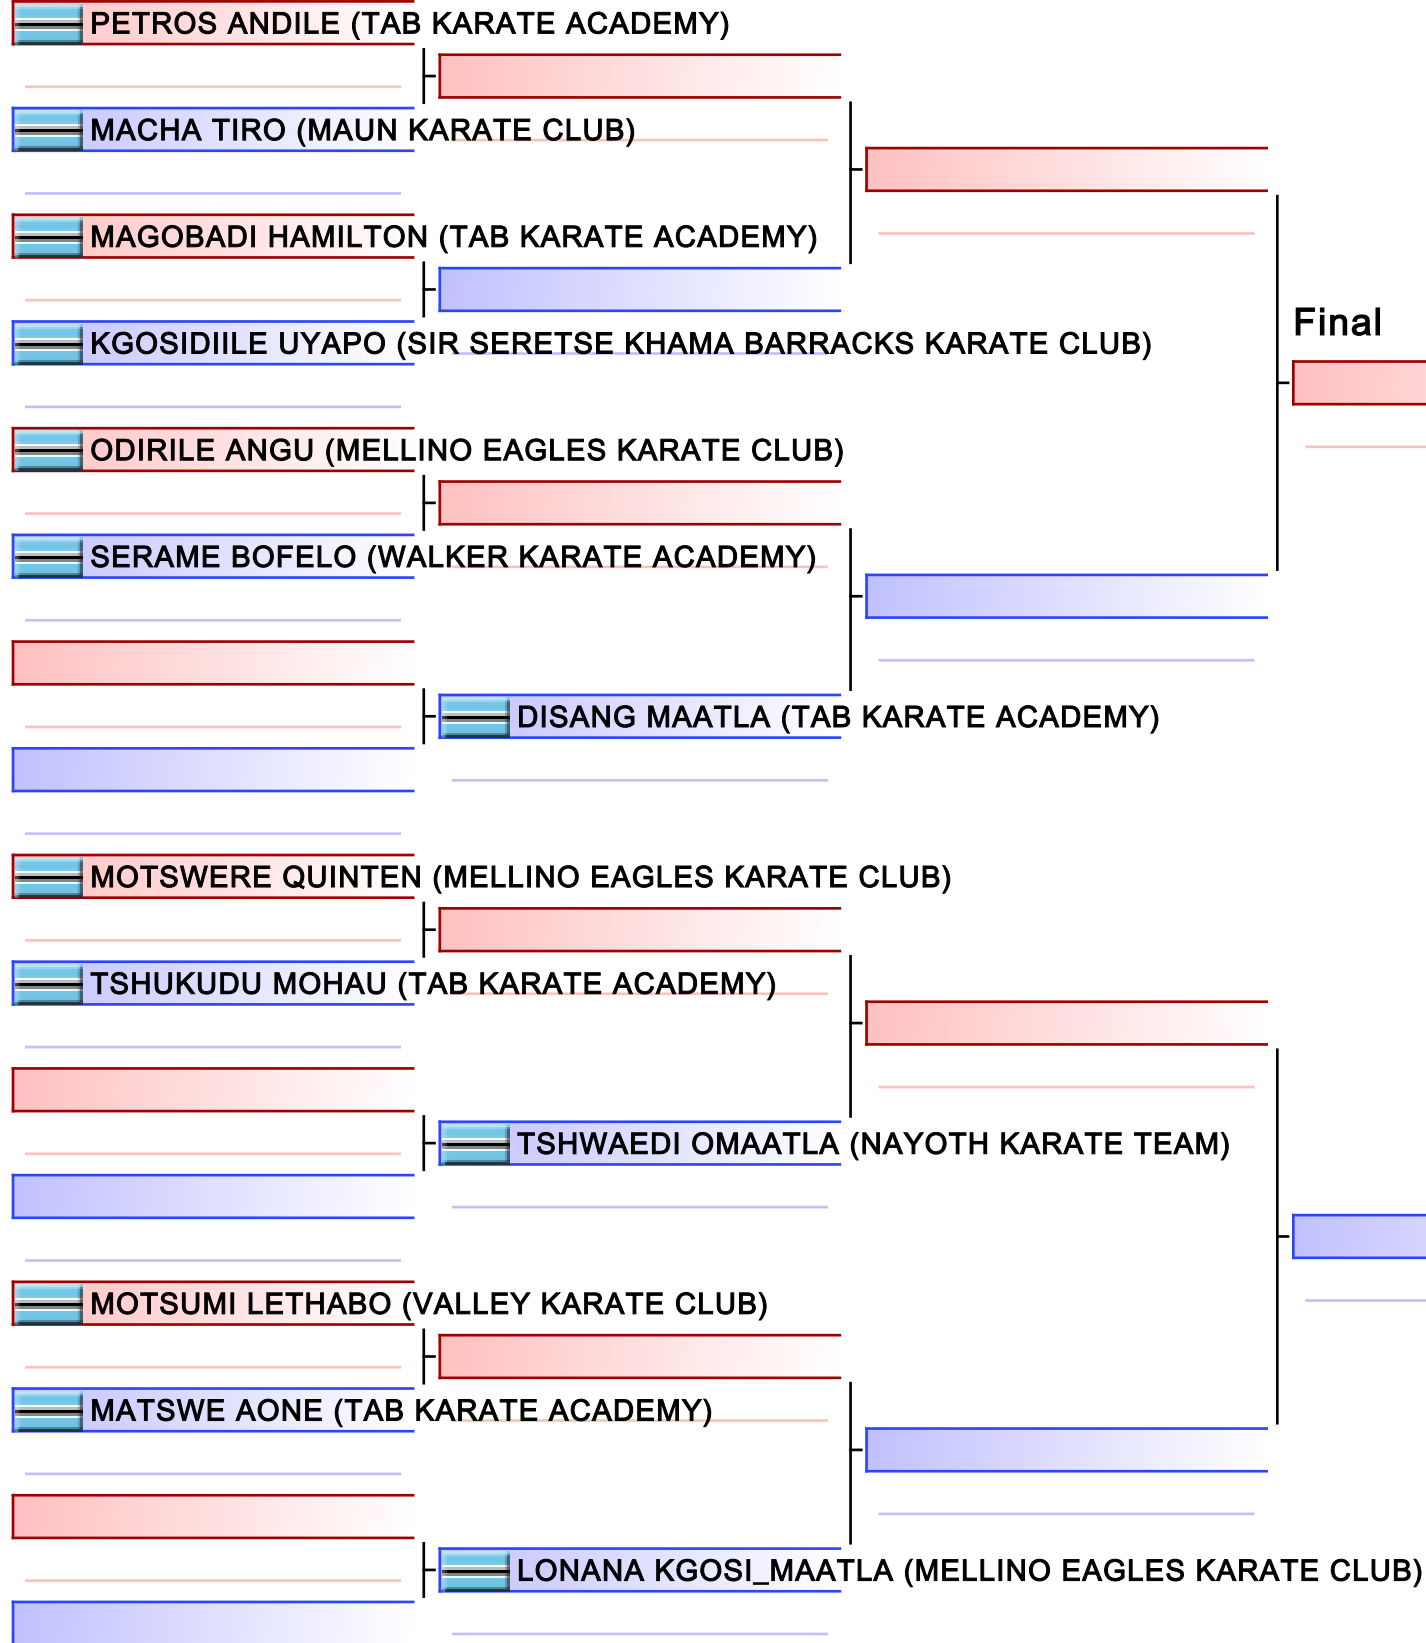 PETROS ANDILE (TAB KARATE ACADEMY)
MACHA TIRO (MAUN KARATE CLUB)
MAGOBADI HAMILTON (TAB KARATE ACADEMY)
Final
KGOSIDIILE UYAPO (SIR SERETSE KHAMA BARRACKS KARATE CLUB)
ODIRILE ANGU (MELLINO EAGLES KARATE CLUB)
SERAME BOFELO (WALKER KARATE ACADEMY)
DISANG MAATLA (TAB KARATE ACADEMY)
MOTSWERE QUINTEN (MELLINO EAGLES KARATE CLUB)
TSHUKUDU MOHAU (TAB KARATE ACADEMY)
TSHWAEDI OMAATLA (NAYOTH KARATE TEAM)
MOTSUMI LETHABO (VALLEY KARATE CLUB)
MATSWE AONE (TAB KARATE ACADEMY)
LONANA KGOSI_MAATLA (MELLINO EAGLES KARATE CLUB)